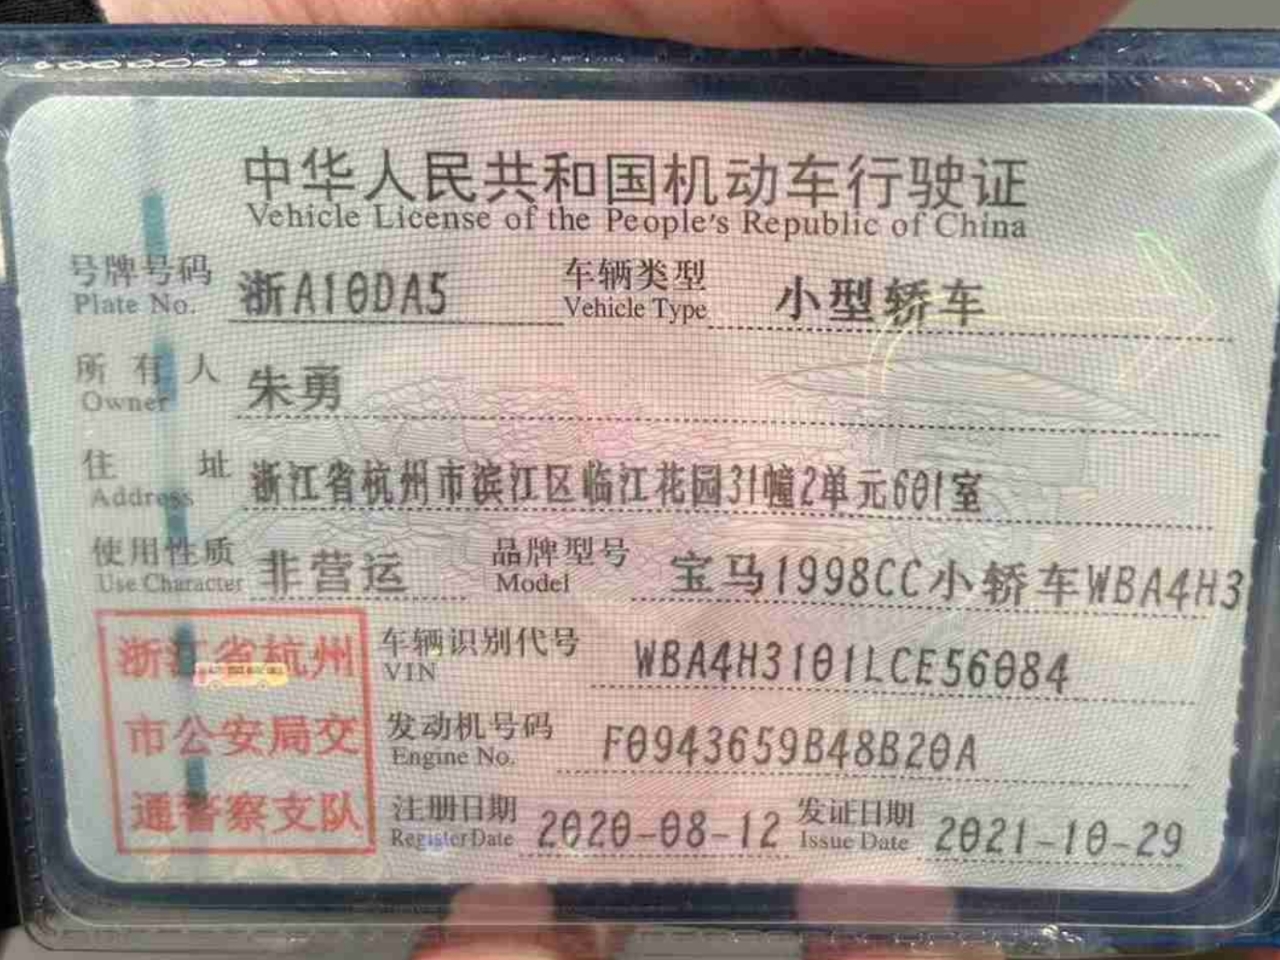 中华人民共和国机动车行驶证
Vehicle License of the People's Republic of China
号牌号码 浙A10DA5 车辆类型 小型轿车
Plate No. Vehicle Type
所有人 朱勇
Owner
住址 浙江省杭州市滨江区临江花园31幢2单元601室
Address
使用性质 非营运 品牌型号 宝马1998CC小轿车WBA4H3
Use Character Model
浙江省杭州
市公安局交
通警察支队
车辆识别代号 WBA4H3101LCE56084
VIN
发动机号码 F0943659B48B20A
Engine No.
注册日期 2020-08-12 发证日期 2021-10-29
Register Date Issue Date